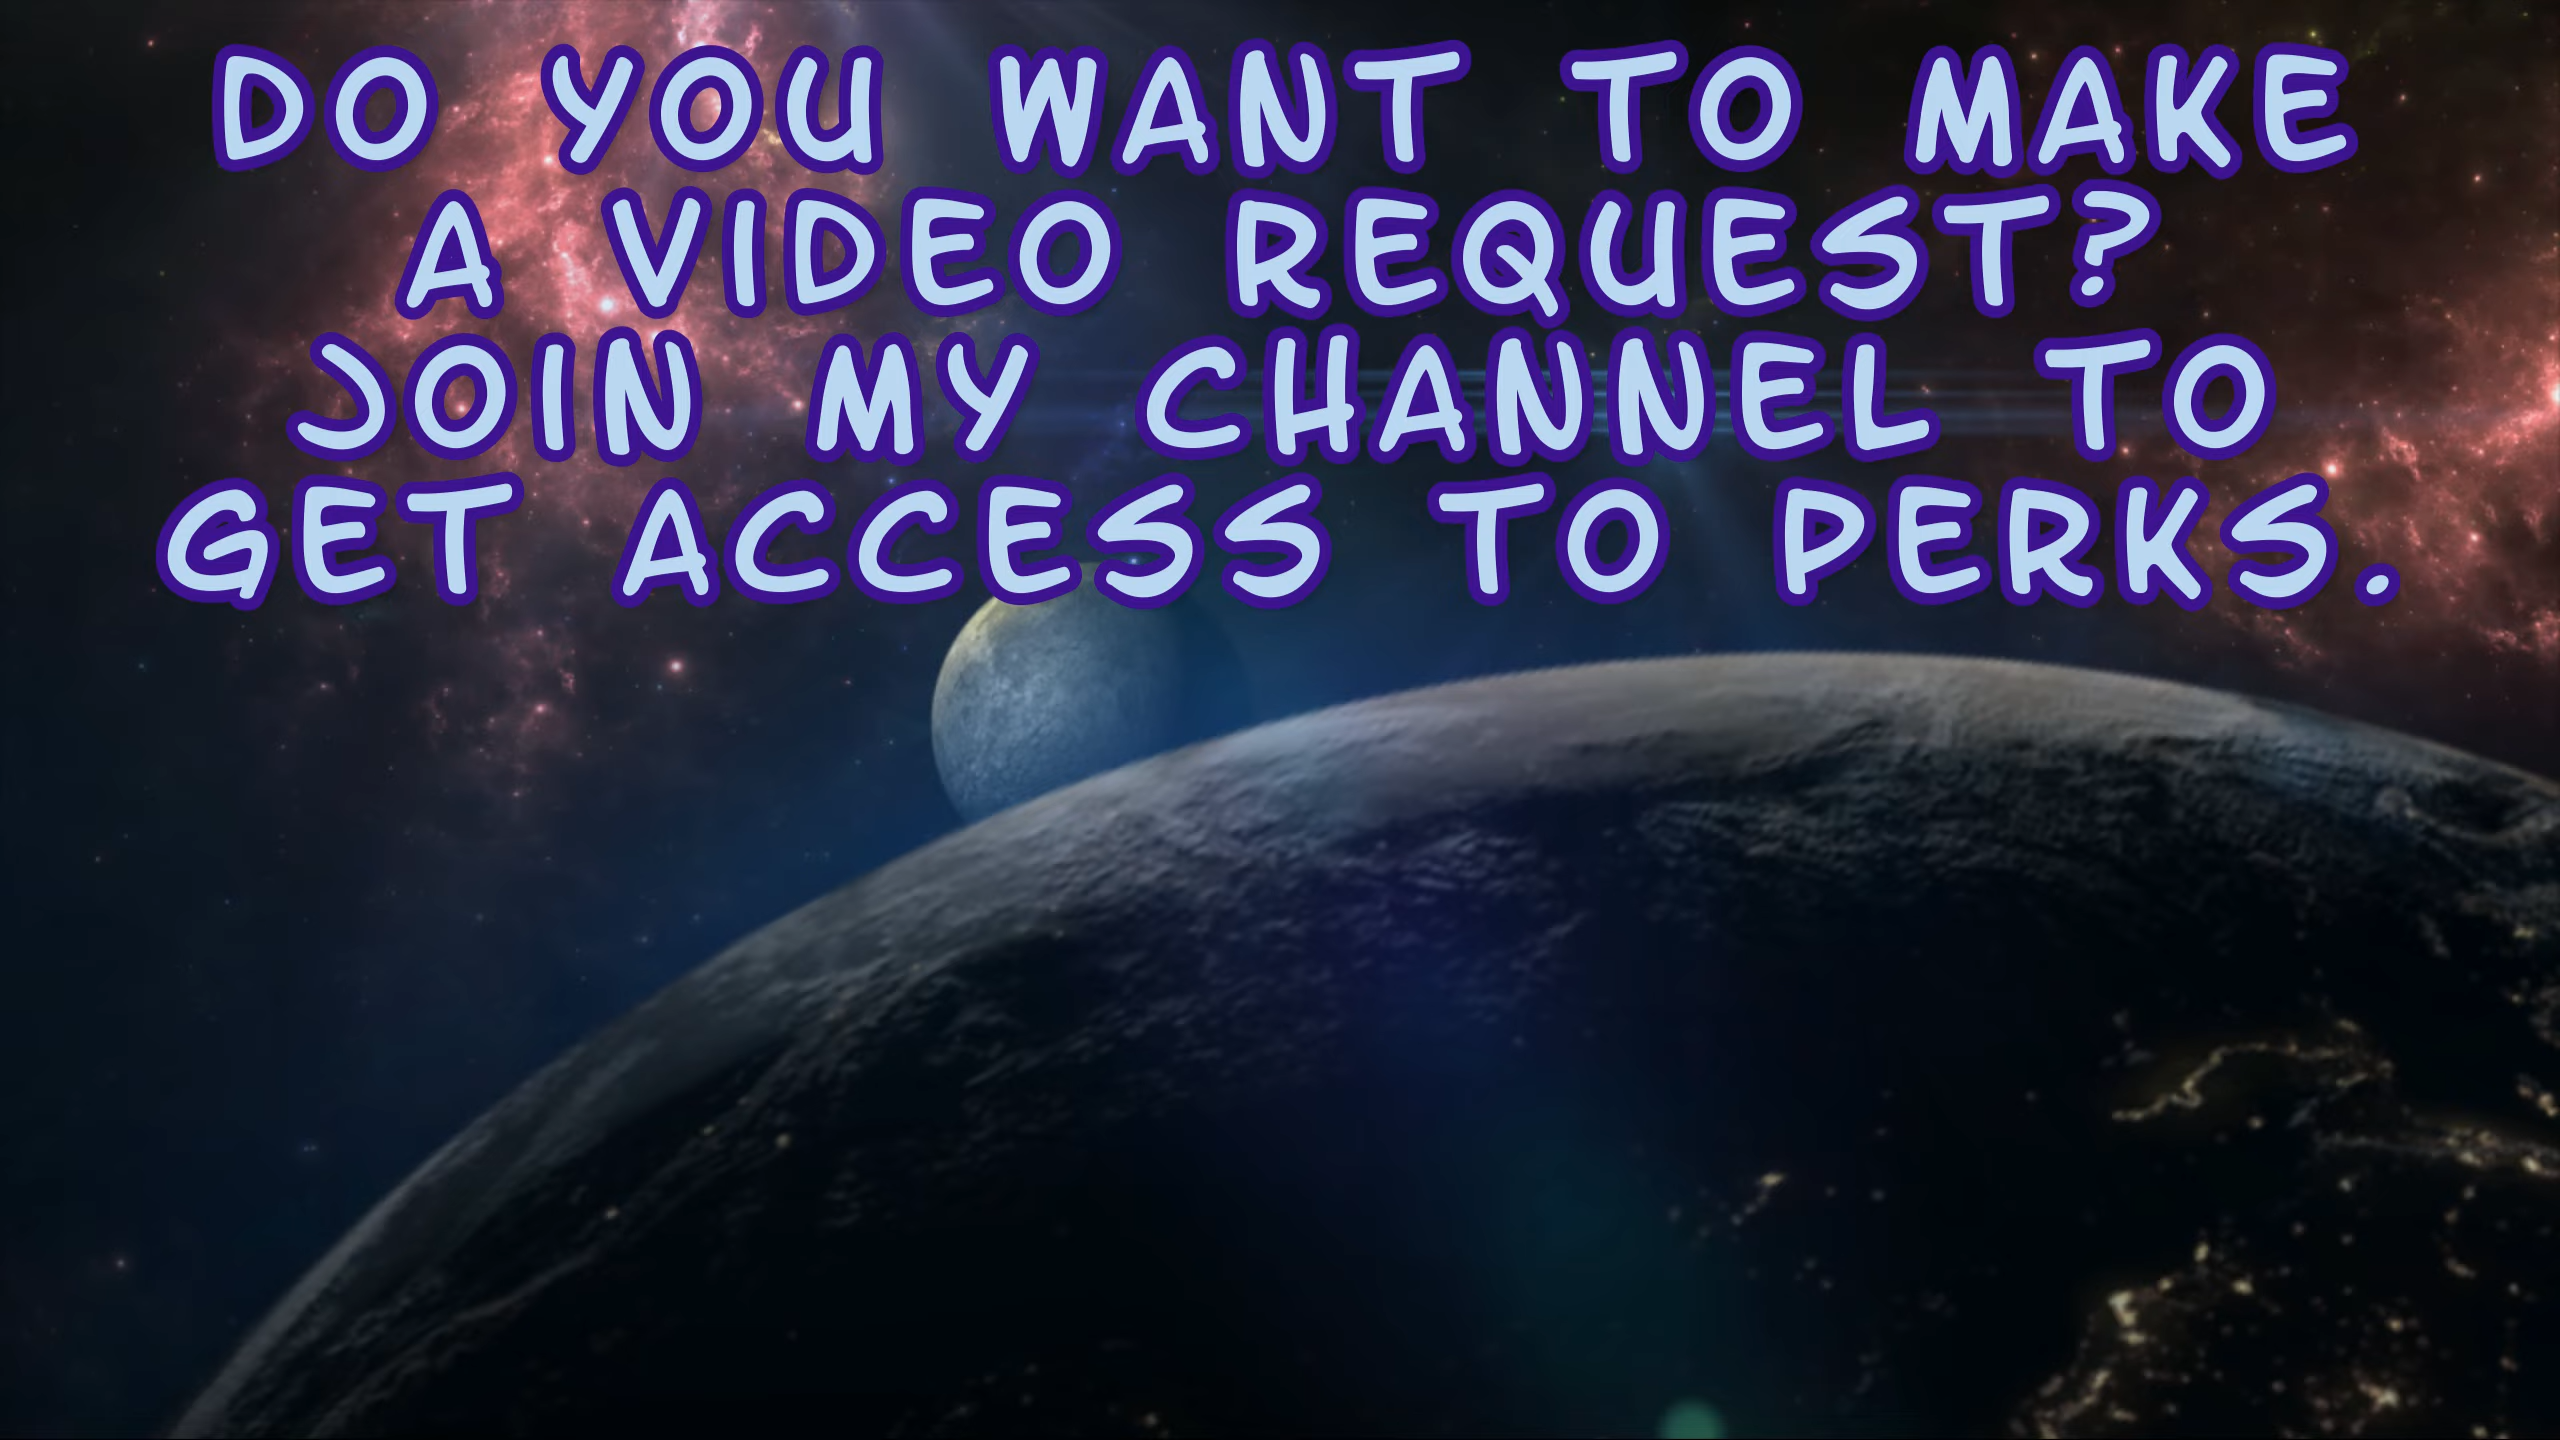 DO YOU WANT TO MAKE
A VIDEO REQUEST?
JOIN MY CHANNEL TO
GET ACCESS TO PERKS.